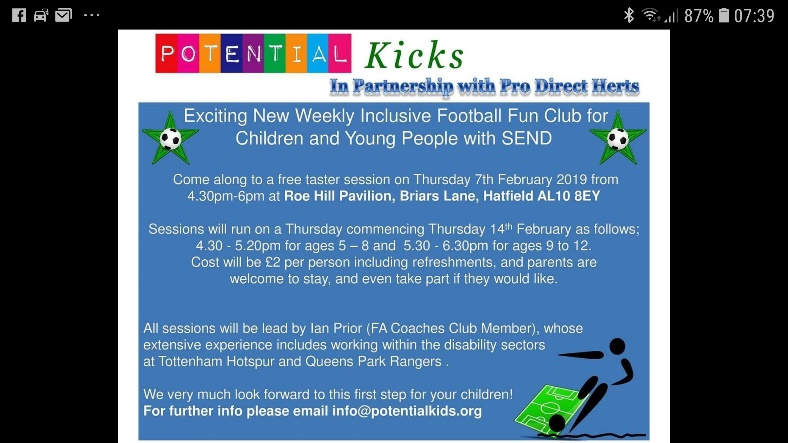 87% 07:39
POTENTIAL Kicks
In Partnership with Pro Direct Herts
Exciting New Weekly Inclusive Football Fun Club for
Children and Young People with SEND
Come along to a free taster session on Thursday 7th February 2019 from
4.30pm-6pm at Roe Hill Pavilion, Briars Lane, Hatfield AL10 8EY
Sessions will run on a Thursday commencing Thursday 14th February as follows;
4.30 - 5.20pm for ages 5 – 8 and 5.30 - 6.30pm for ages 9 to 12.
Cost will be £2 per person including refreshments, and parents are
welcome to stay, and even take part if they would like.
All sessions will be lead by Ian Prior (FA Coaches Club Member), whose
extensive experience includes working within the disability sectors
at Tottenham Hotspur and Queens Park Rangers .
We very much look forward to this first step for your children!
For further info please email info@potentialkids.org